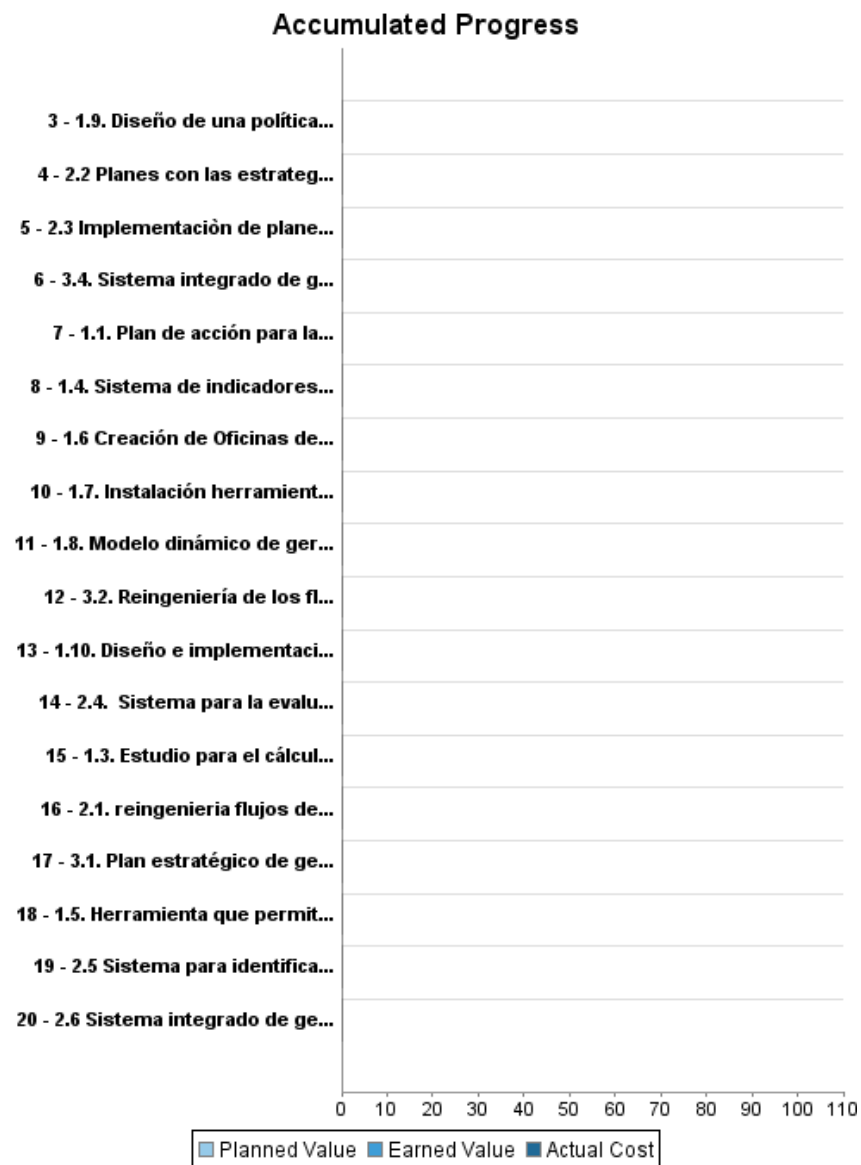 Accumulated Progress
3 - 1.9. Diseño de una política...
4 - 2.2 Planes con las estrateg...
5 - 2.3 Implementaciòn de plane...
6 - 3.4. Sistema integrado de g...
7 - 1.1. Plan de acción para la...
8 - 1.4. Sistema de indicadores...
9 - 1.6 Creación de Oficinas de...
10 - 1.7. Instalación herramient...
11 - 1.8. Modelo dinámico de ger...
12 - 3.2. Reingeniería de los fl...
13 - 1.10. Diseño e implementaci...
14 - 2.4.  Sistema para la evalu...
15 - 1.3. Estudio para el cálcul...
16 - 2.1. reingenieria flujos de...
17 - 3.1. Plan estratégico de ge...
18 - 1.5. Herramienta que permit...
19 - 2.5 Sistema para identifica...
20 - 2.6 Sistema integrado de ge...
0 10 20 30 40 50 60 70 80 90 100 110
Planned Value Earned Value Actual Cost